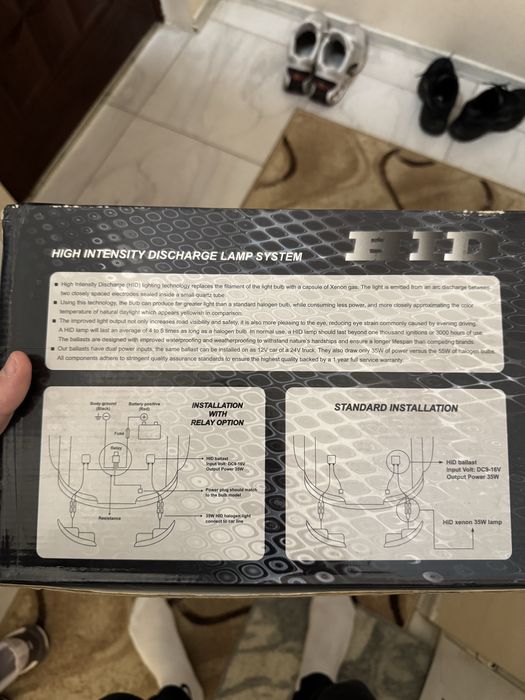 HID
HIGH INTENSITY DISCHARGE LAMP SYSTEM
High Intensity Discharge (HID) lighting technology replaces the filament of the light bulb with a capsule of Xenon gas. The light is emitted from an arc discharge between
two closely spaced electrodes sealed inside a small quartz tube.
Using this technology, the bulb can produce far greater light than a standard halogen bulb, while consuming less power, and more closely approximating the color
temperature of natural daylight which appears yellowish in comparison.
The improved light output not only increases road visibility and safety, it is also more pleasing to the eye, reducing eye strain commonly caused by evening driving.
A HID lamp will last an average of 4 to 5 times as long as a halogen bulb. In normal use, a HID lamp should last beyond one thousand ignitions or 3000 hours of use.
The ballasts are designed with improved waterproofing and weatherproofing to withstand nature's hardships and ensure a longer lifespan than competing brands.
Our ballasts have dual power inputs, the same ballast can be installed on as 12V car of a 24V truck. They also draw only 35W of power versus the 55W of halogen bulbs.
All components adhere to stringent quality assurance standards to ensure the highest quality backed by a 1 year full service warranty.
INSTALLATION
WITH
RELAY OPTION
Body ground
(Black)
Battery positive
(Red)
Fuse
Relay
HID ballast
Input Volt: DC9-16V
Output Power 35W
Power plug should match
to the bulb model
35W HID halogen light
connect to car line
Resistance
STANDARD INSTALLATION
HID ballast
Input Volt: DC9-16V
Output Power 35W
HID xenon 35W lamp